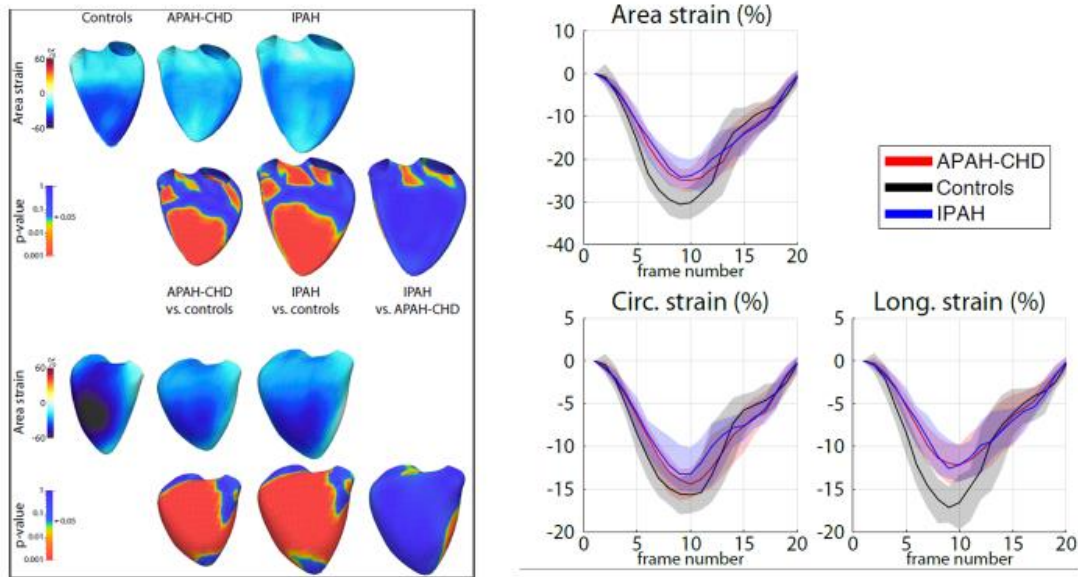 Controls APAH-CHD IPAH
Area strain
60
0
-60
p-value
1
0.1
0.01
0.001
0.05
APAH-CHD vs. controls
IPAH vs. controls
IPAH vs. APAH-CHD
Area strain
60
0
-60
p-value
1
0.1
0.01
0.001
0.05
Area strain (%)
10
0
-10
-20
-30
-40
0 5 10 15 20
frame number
APAH-CHD
Controls
IPAH
Circ. strain (%)
5
0
-5
-10
-15
-20
0 5 10 15 20
frame number
Long. strain (%)
5
0
-5
-10
-15
-20
0 5 10 15 20
frame number